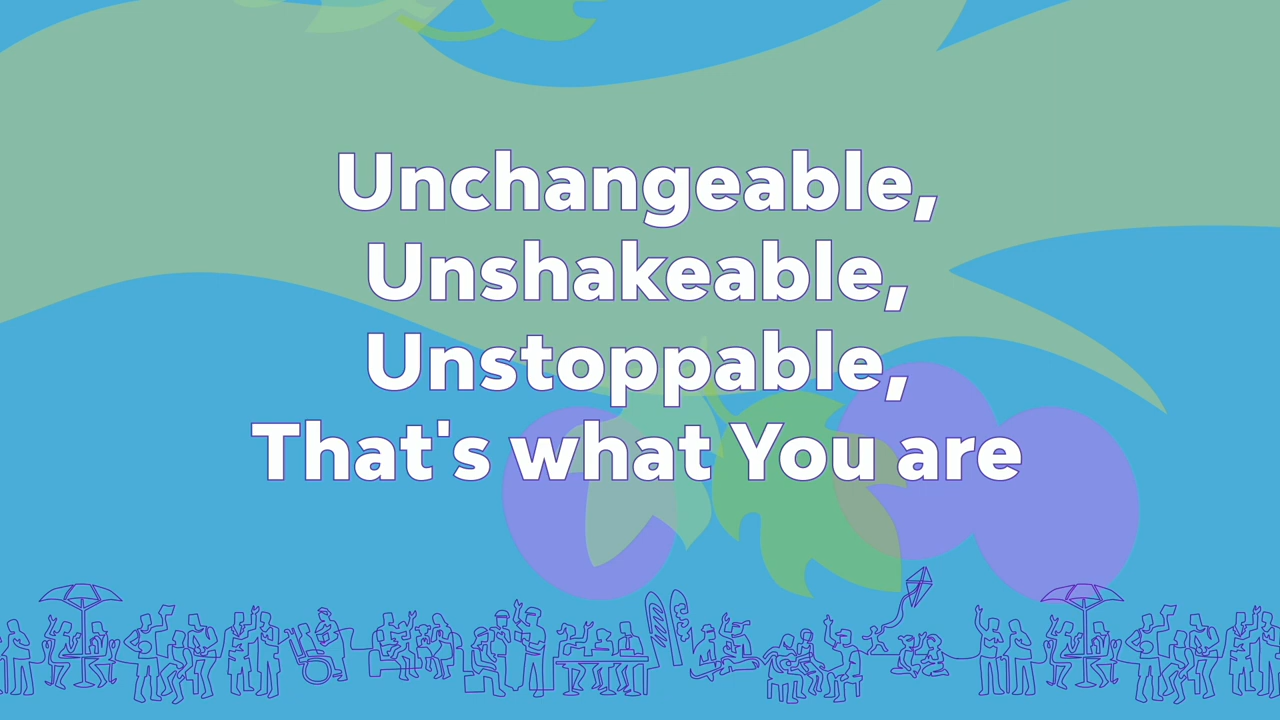 Unchangeable,
Unshakeable,
Unstoppable,
That's what You are